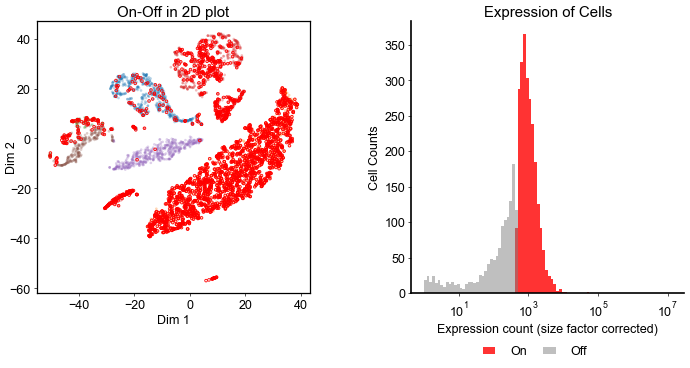 On-Off in 2D plot
40
20
0
−20
−40
−60
Dim 2
−40 −20 0 20 40
Dim 1
Expression of Cells
350
300
250
200
150
100
50
0
Cell Counts
10^1 10^3 10^5 10^7
Expression count (size factor corrected)
On Off